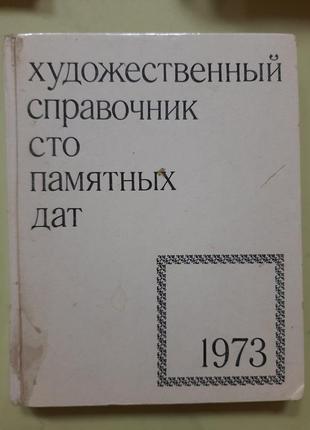 художественный
справочник
сто
памятных
дат
1973